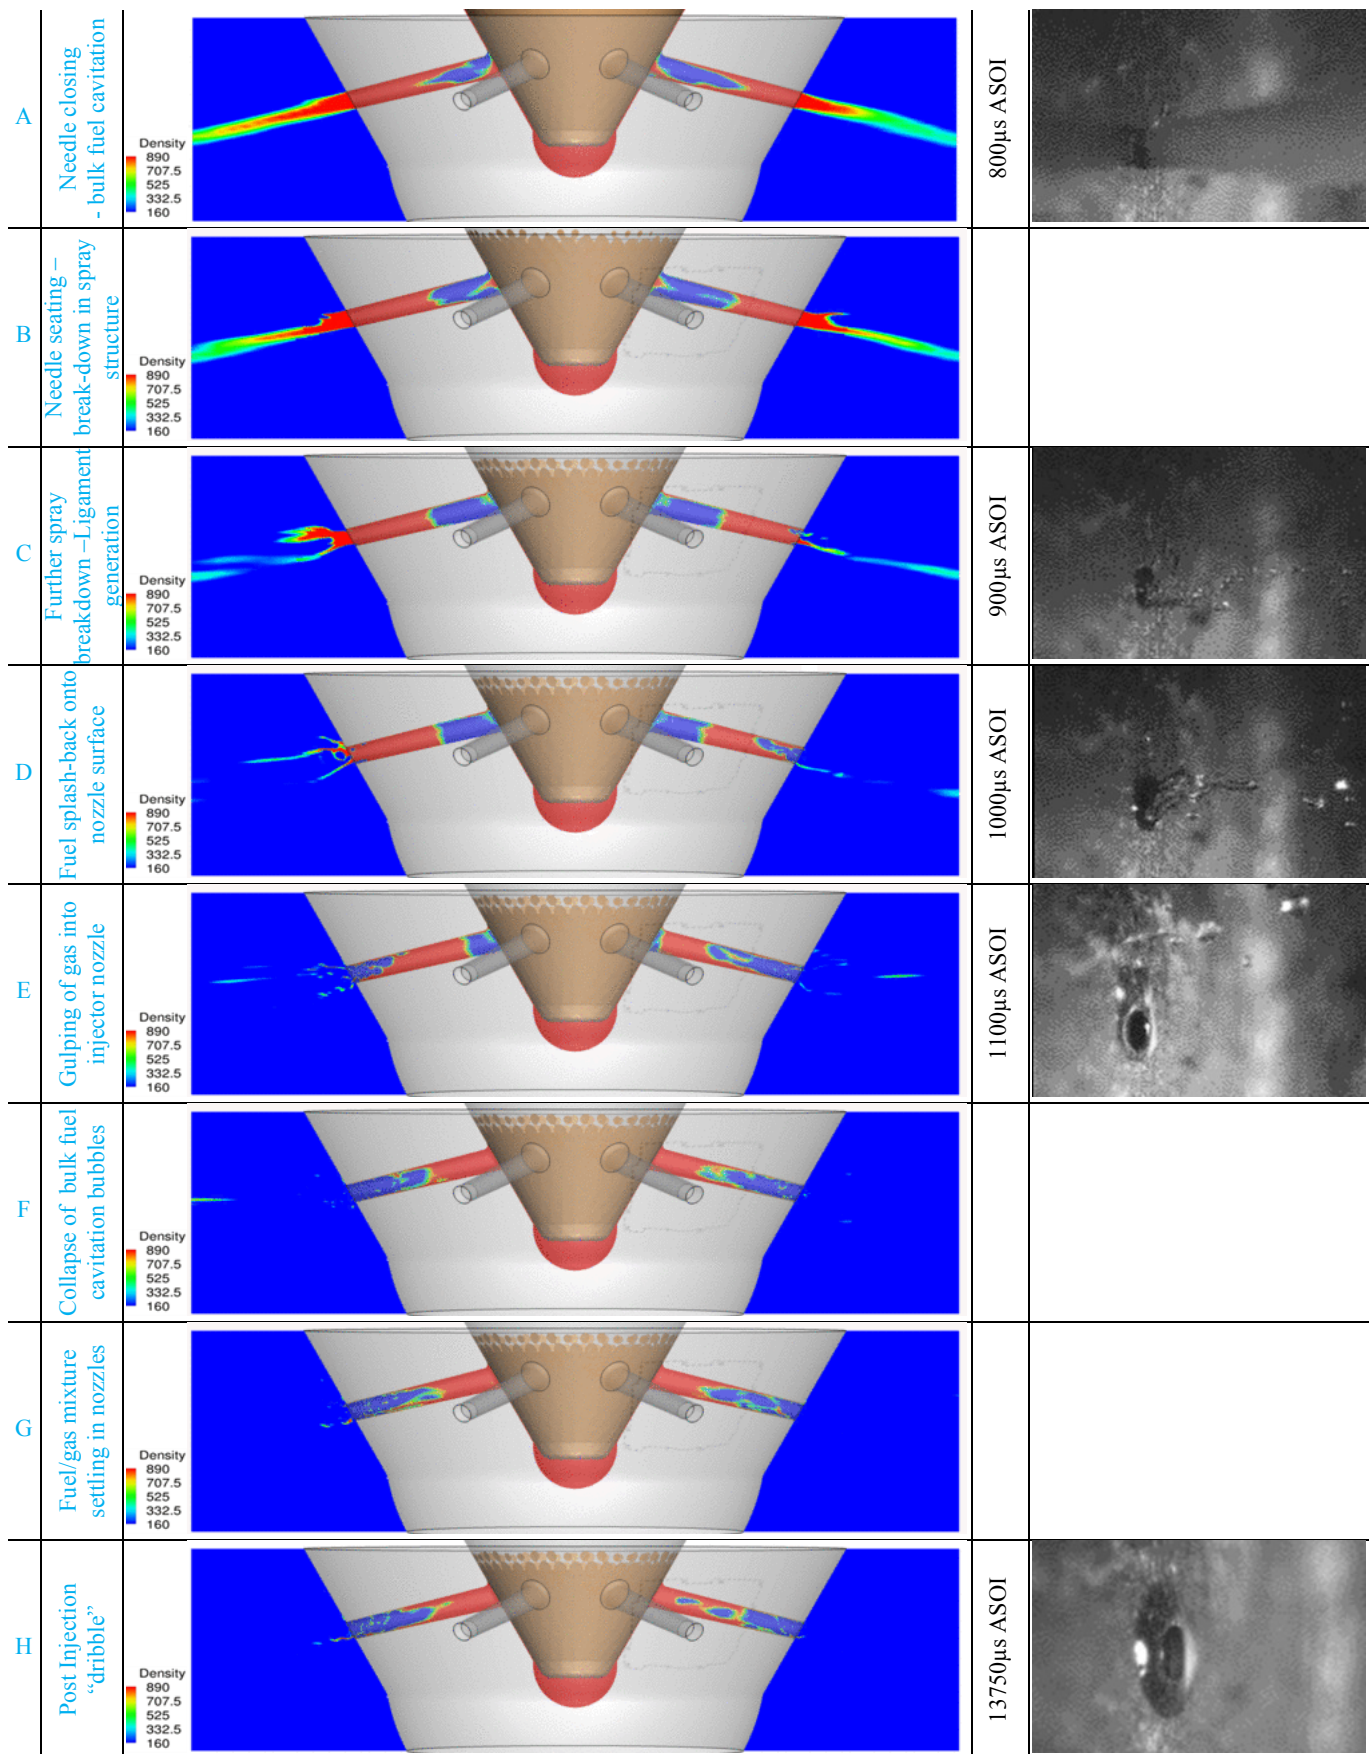 A
Needle closing
- bulk fuel cavitation
Density
890
707.5
525
332.5
160
800µs ASOI
B
Needle seating –
break-down in spray
structure
Density
890
707.5
525
332.5
160
C
Further spray
breakdown –Ligament
generation
Density
890
707.5
525
332.5
160
900µs ASOI
D
Fuel splash-back onto
nozzle surface
Density
890
707.5
525
332.5
160
1000µs ASOI
E
Gulping of gas into
injector nozzle
Density
890
707.5
525
332.5
160
1100µs ASOI
F
Collapse of bulk fuel
cavitation bubbles
Density
890
707.5
525
332.5
160
G
Fuel/gas mixture
settling in nozzles
Density
890
707.5
525
332.5
160
H
Post Injection
“dribble”
Density
890
707.5
525
332.5
160
13750µs ASOI